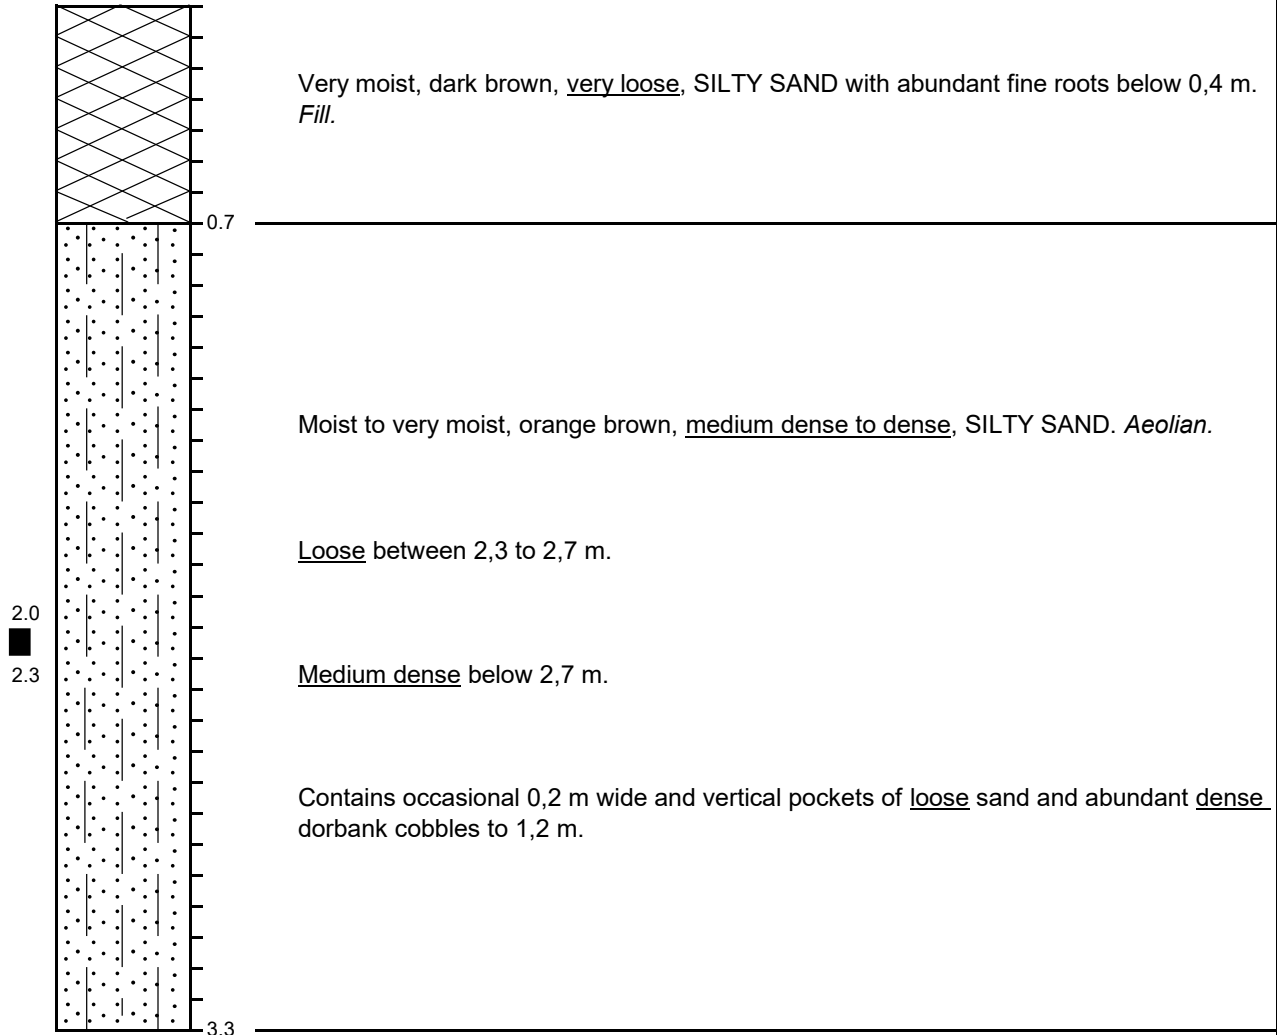 Very moist, dark brown, very loose, SILTY SAND with abundant fine roots below 0,4 m.
Fill.
0.7
Moist to very moist, orange brown, medium dense to dense, SILTY SAND. Aeolian.
Loose between 2,3 to 2,7 m.
2.0
2.3
Medium dense below 2,7 m.
Contains occasional 0,2 m wide and vertical pockets of loose sand and abundant dense
dorbank cobbles to 1,2 m.
3.3